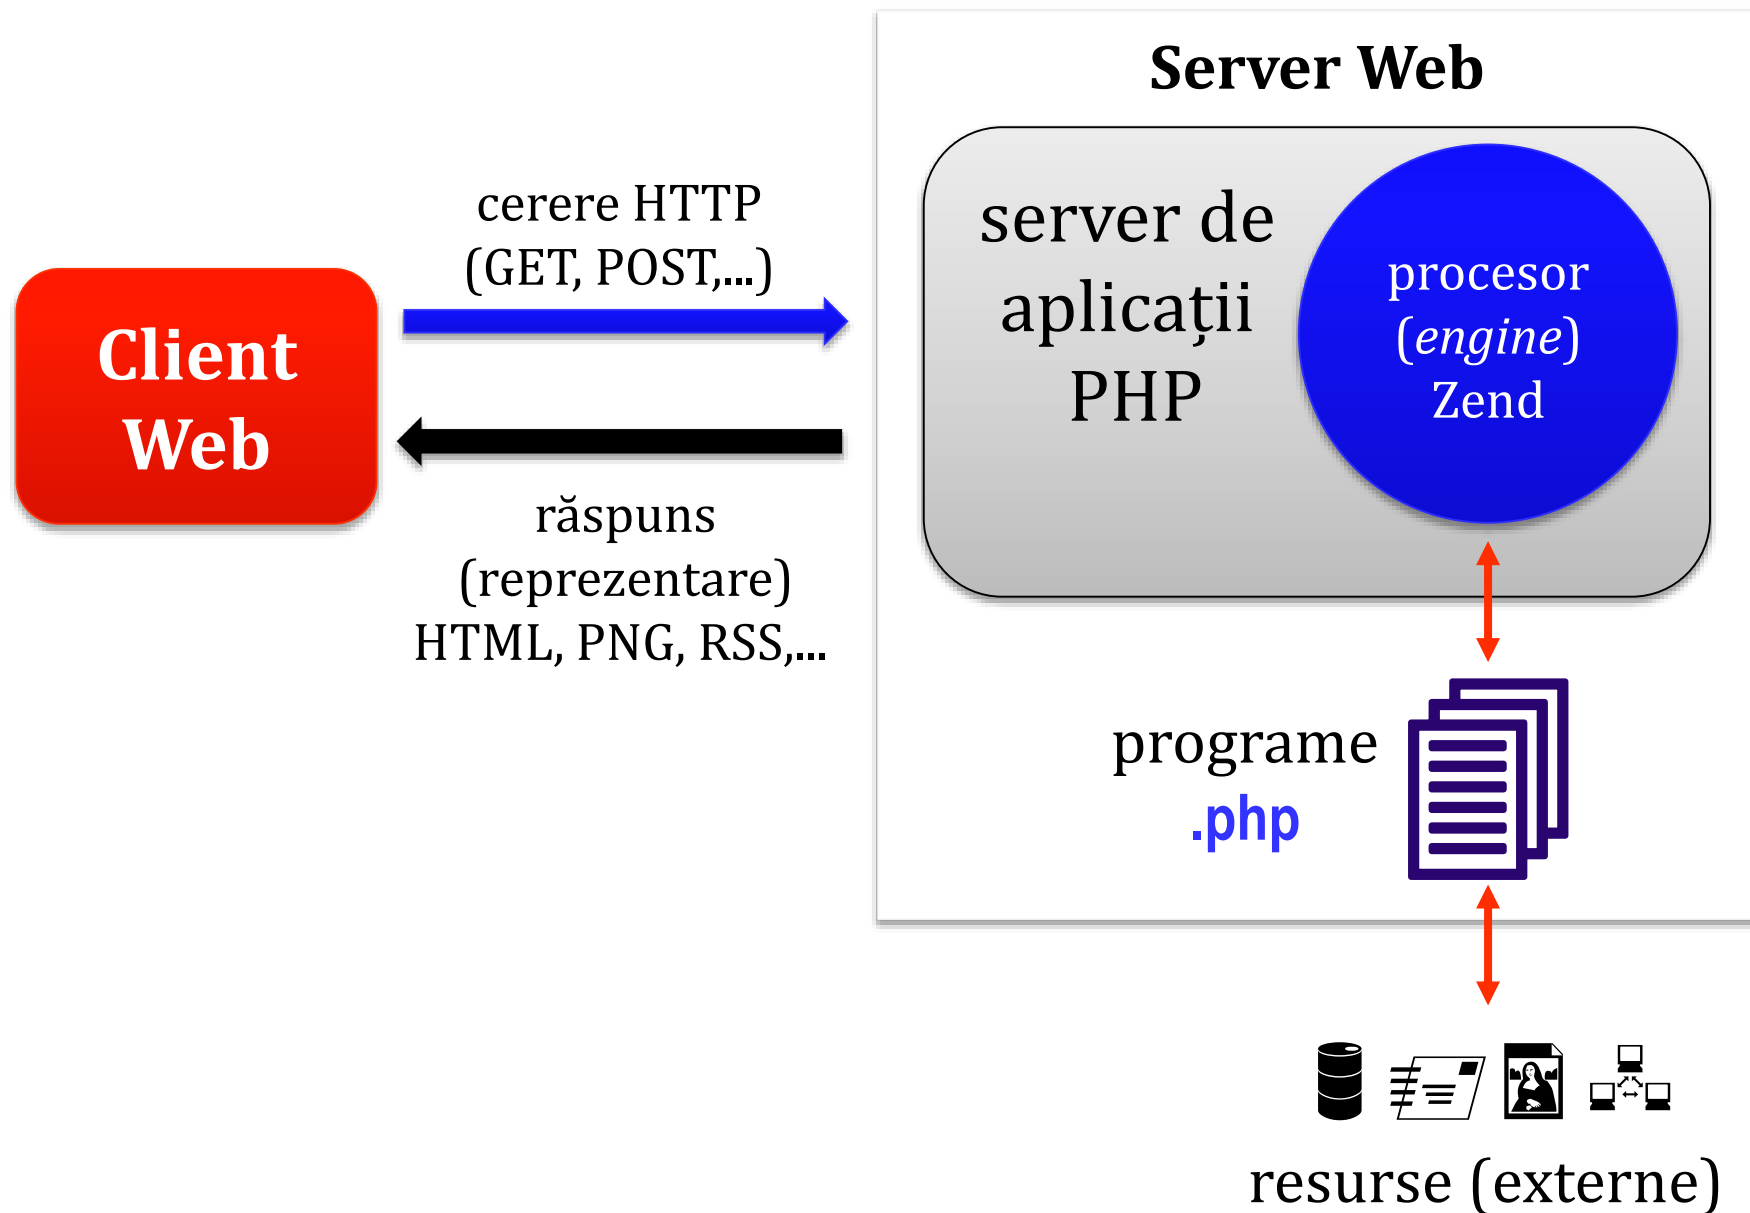 Server Web
cerere HTTP
(GET, POST,...)
Client
Web
răspuns
(reprezentare)
HTML, PNG, RSS,...
server de
aplicații
PHP
procesor
(engine)
Zend
programe
.php
resurse (externe)